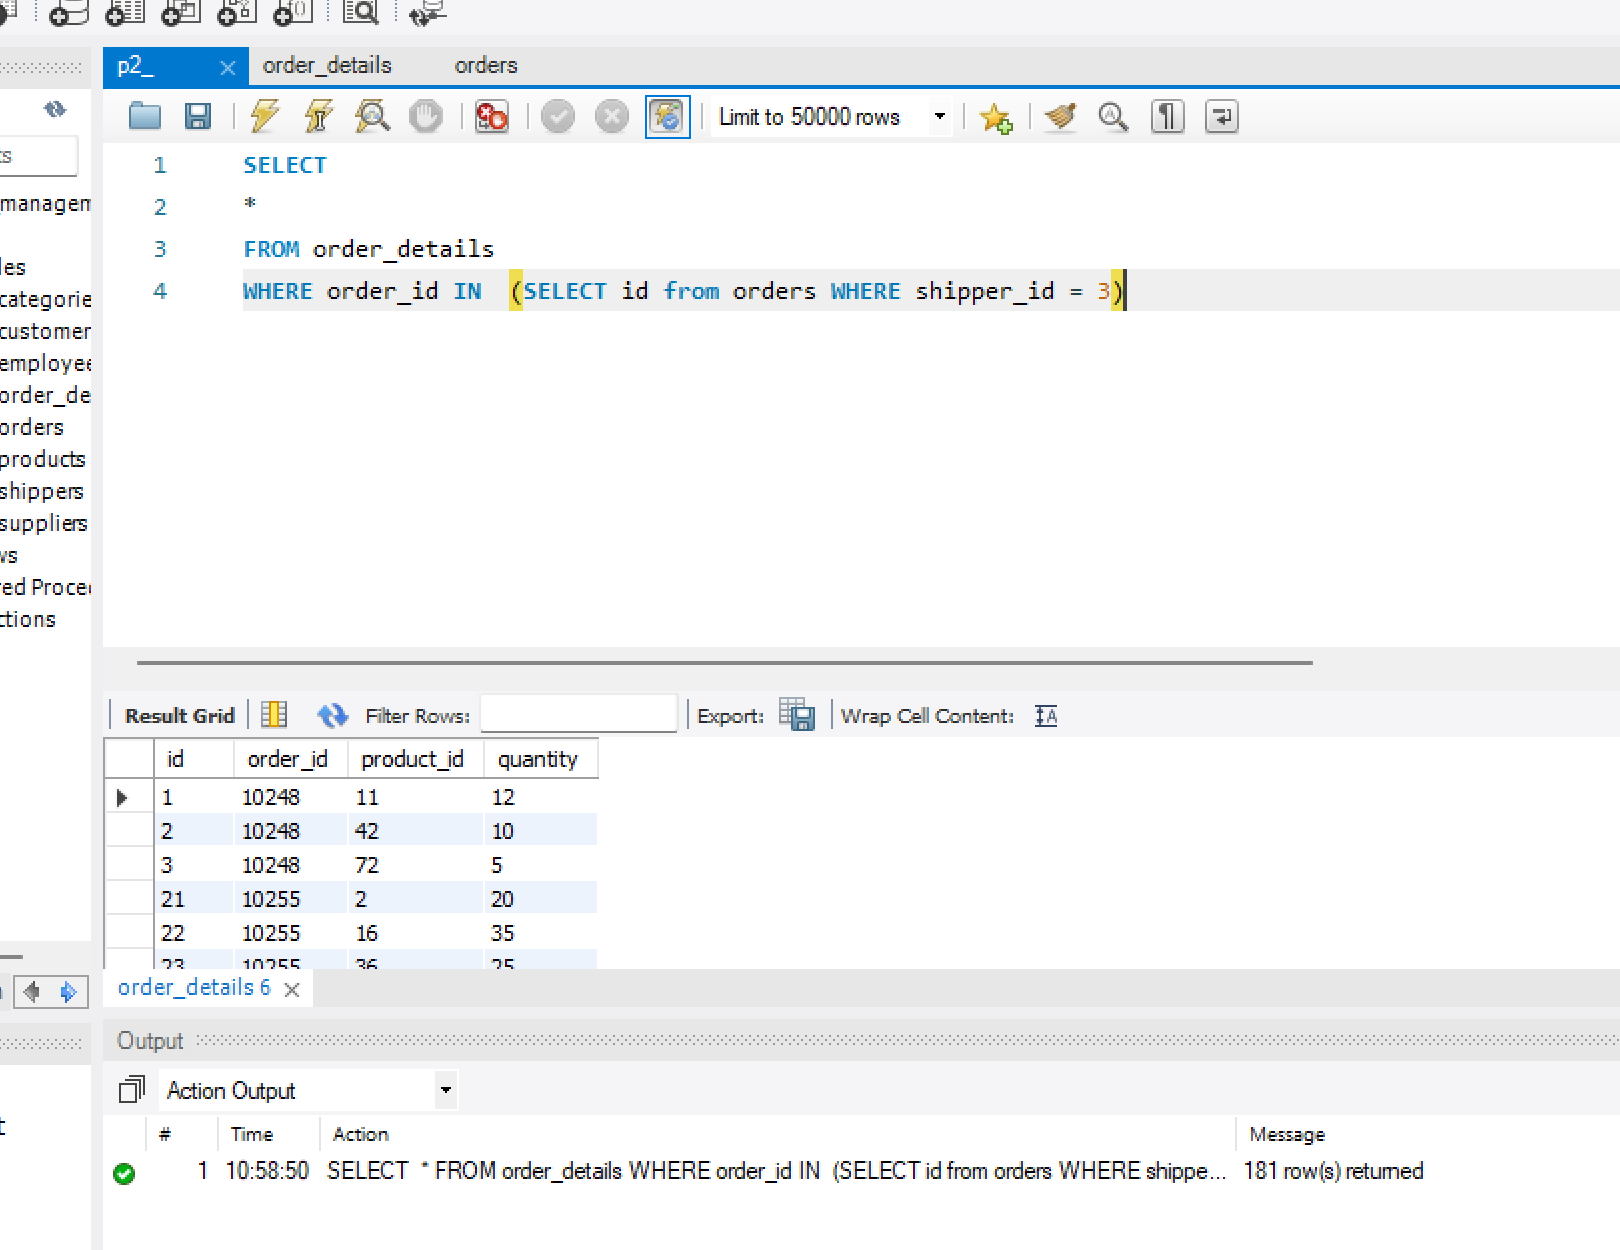 p2_ order_details orders
Limit to 50000 rows
1 SELECT
2 *
3 FROM order_details
4 WHERE order_id IN (SELECT id from orders WHERE shipper_id = 3)
ts
managem
les
categorie
customer
employee
order_de
orders
products
shippers
suppliers
ws
red Proce
ctions
Result Grid Filter Rows: Export: Wrap Cell Content:
id order_id product_id quantity
1 10248 11 12
2 10248 42 10
3 10248 72 5
21 10255 2 20
22 10255 16 35
23 10255 36 25
order_details 6
Output
Action Output
t
# Time Action Message
1 10:58:50 SELECT * FROM order_details WHERE order_id IN (SELECT id from orders WHERE shippe... 181 row(s) returned